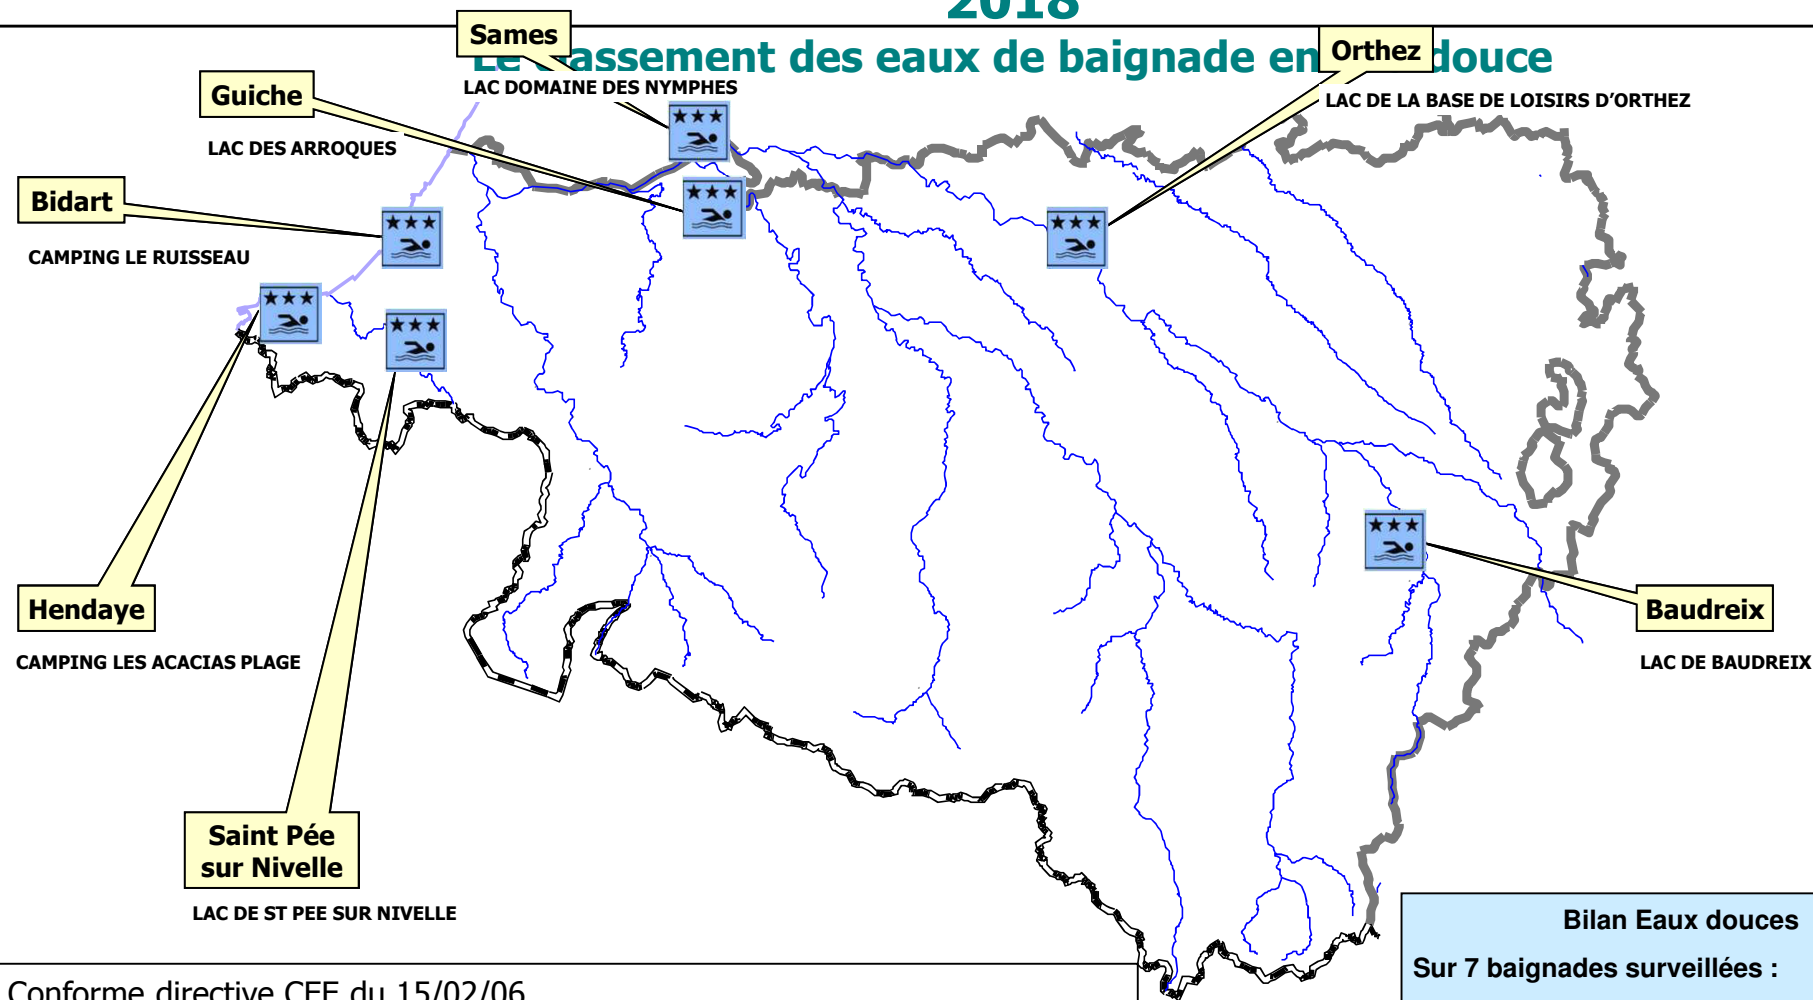 2018
Le classement des eaux de baignade en douce
Sames
LAC DOMAINE DES NYMPHES
Orthez
LAC DE LA BASE DE LOISIRS D'ORTHEZ
Guiche
LAC DES ARROQUES
Bidart
CAMPING LE RUISSEAU
Hendaye
CAMPING LES ACACIAS PLAGE
Baudreix
LAC DE BAUDREIX
Saint Pée
sur Nivelle
LAC DE ST PEE SUR NIVELLE
Bilan Eaux douces
Sur 7 baignades surveillées :
Conforme directive CEE du 15/02/06